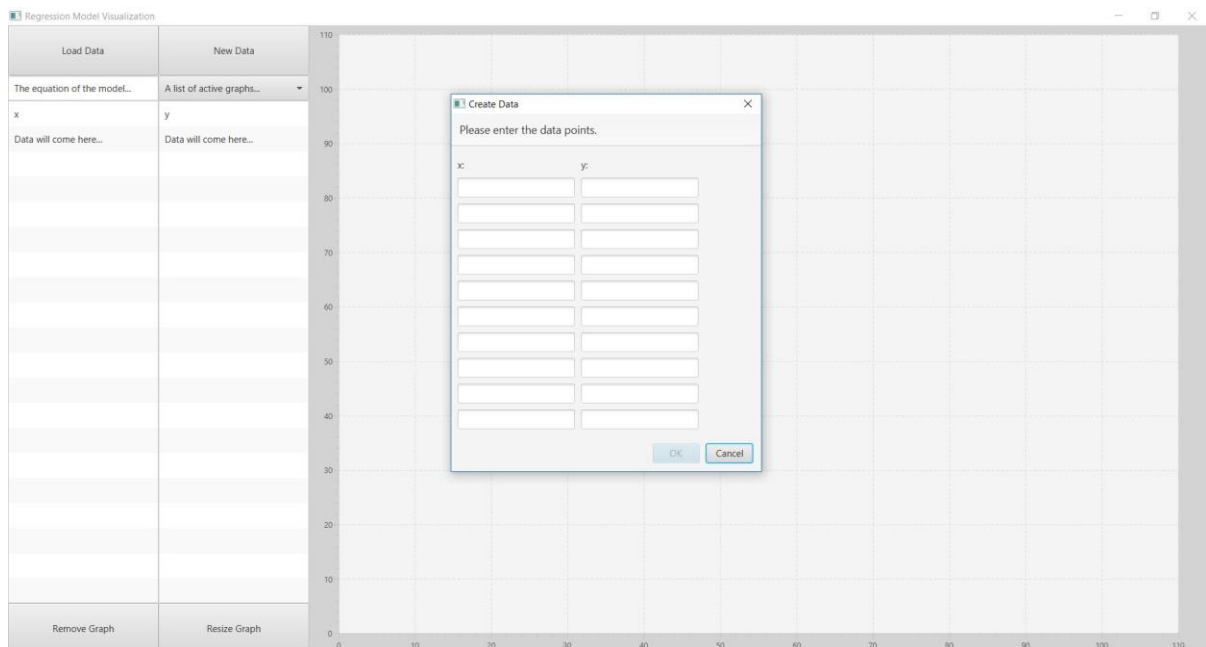 Regression Model Visualization
Load Data New Data
The equation of the model... A list of active graphs...
x y
Data will come here... Data will come here...
Remove Graph Resize Graph
110
100
90
80
70
60
50
40
30
20
10
0
0 10 20 30 40 50 60 70 80 90 100 110
Create Data
Please enter the data points.
x: y:
OK Cancel